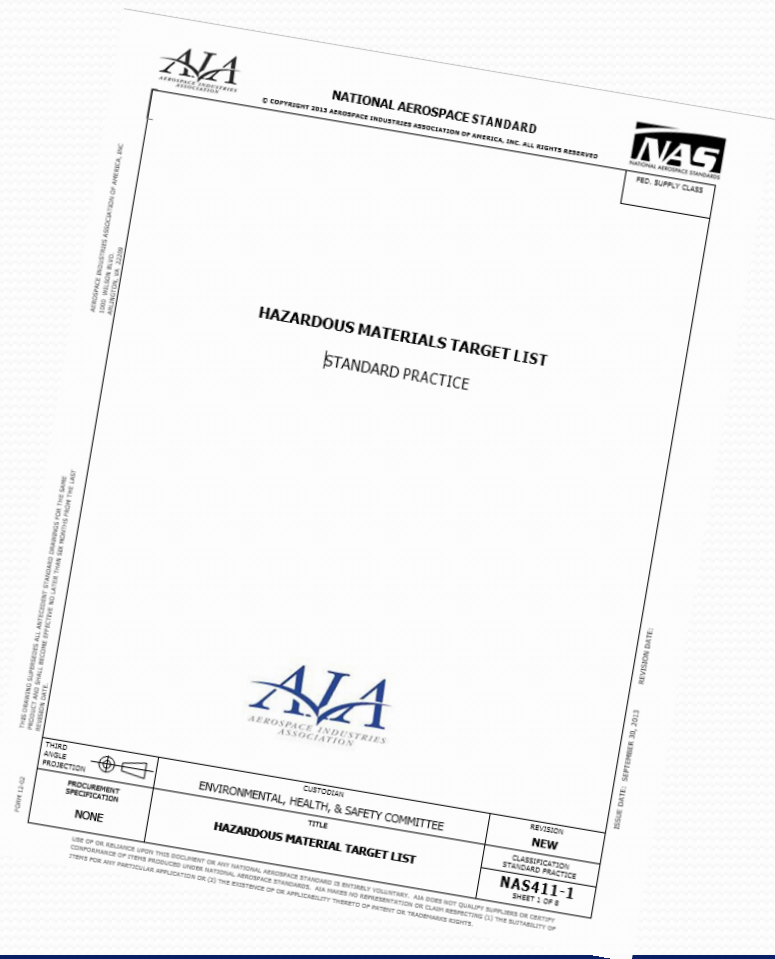 AIA
AEROSPACE INDUSTRIES
ASSOCIATION
NATIONAL AEROSPACE STANDARD
© COPYRIGHT 2013 AEROSPACE INDUSTRIES ASSOCIATION OF AMERICA, INC. ALL RIGHTS RESERVED
NAS
NATIONAL AEROSPACE STANDARDS
FED. SUPPLY CLASS
AEROSPACE INDUSTRIES ASSOCIATION OF AMERICA, INC
1000 WILSON BLVD.
ARLINGTON, VA 22209
HAZARDOUS MATERIALS TARGET LIST
STANDARD PRACTICE
THIS DRAWING SUPERSEDES ALL ANTECEDENT STANDARD DRAWINGS FOR THE SAME
PRODUCT AND SHALL BECOME EFFECTIVE NO LATER THAN SIX MONTHS FROM THE LAST
REVISION DATE.
REVISION DATE:
ISSUE DATE: SEPTEMBER 30, 2013
AIA
AEROSPACE INDUSTRIES
ASSOCIATION
FORM 12-02
THIRD
ANGLE
PROJECTION
CUSTODIAN
ENVIRONMENTAL, HEALTH, & SAFETY COMMITTEE
REVISION
NEW
PROCUREMENT
SPECIFICATION
NONE
TITLE
HAZARDOUS MATERIAL TARGET LIST
CLASSIFICATION
STANDARD PRACTICE
NAS411-1
SHEET 1 OF 8
USE OF OR RELIANCE UPON THIS DOCUMENT OR ANY NATIONAL AEROSPACE STANDARD IS ENTIRELY VOLUNTARY. AIA DOES NOT QUALIFY SUPPLIERS OR CERTIFY
CONFORMANCE OF ITEMS PRODUCED UNDER NATIONAL AEROSPACE STANDARDS. AIA MAKES NO REPRESENTATION OR CLAIM RESPECTING (1) THE SUITABILITY OF
ITEMS FOR ANY PARTICULAR APPLICATION OR (2) THE EXISTENCE OF OR APPLICABILITY THERETO OF PATENT OR TRADEMARKS RIGHTS.